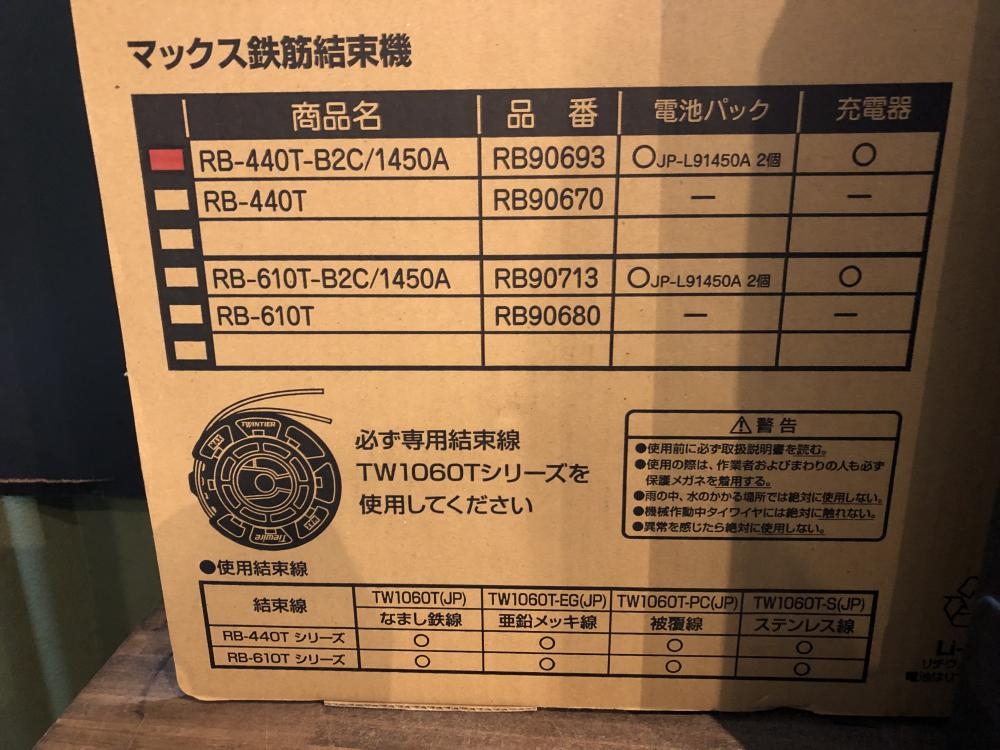 マックス鉄筋結束機
商品名 品番 電池パック 充電器
RB-440T-B2C/1450A RB90693 ○JP-L91450A 2個 ○
RB-440T RB90670 ー ー
RB-610T-B2C/1450A RB90713 ○JP-L91450A 2個 ○
RB-610T RB90680 ー ー
TWINTIER
Tiewire
必ず専用結束線
TW1060Tシリーズを
使用してください
⚠警告
●使用前に必ず取扱説明書を読む。
●使用の際は、作業者およびまわりの人も必ず
保護メガネを着用する。
●雨の中、水のかかる場所では絶対に使用しない。
●機械作動中タイワイヤには絶対に触れない。
●異常を感じたら絶対に使用しない。
●使用結束線
結束線 TW1060T(JP) TW1060T-EG(JP) TW1060T-PC(JP) TW1060T-S(JP)
なまし鉄線 亜鉛メッキ線 被覆線 ステンレス線
RB-440T シリーズ ○ ○ ○ ○
RB-610T シリーズ ○ ○ ○ ○
Li-
リチウ
電池はリ